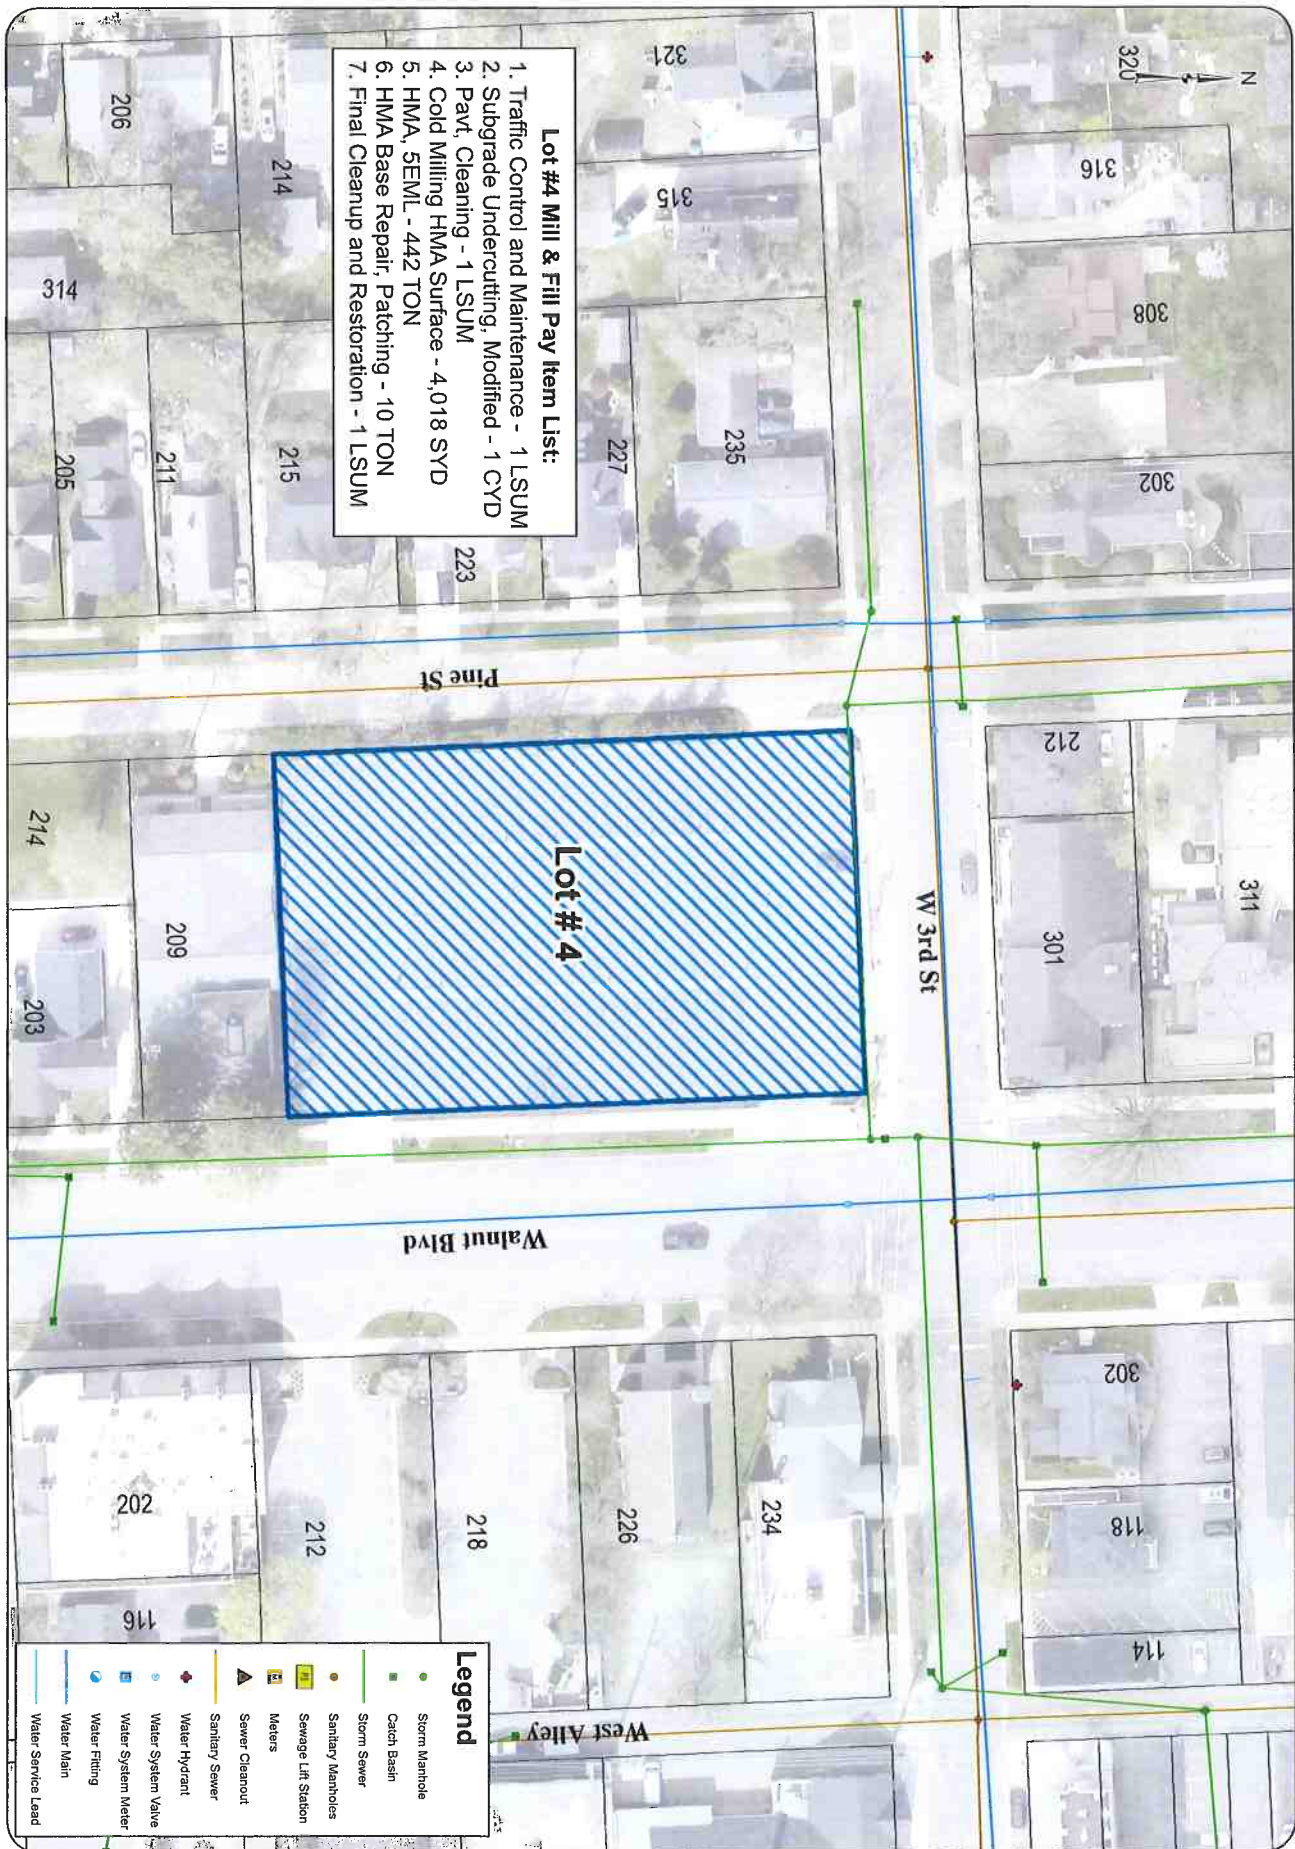 Lot #4 Mill & Fill Pay Item List:
1. Traffic Control and Maintenance - 1 LSUM
2. Subgrade Undercutting, Modified - 1 CYD
3. Pavt, Cleaning - 1 LSUM
4. Cold Milling HMA Surface - 4,018 SYD
5. HMA, 5EML - 442 TON
6. HMA Base Repair, Patching - 10 TON
7. Final Cleanup and Restoration - 1 LSUM
N
320
316
308
302
212
311
301
302
118
114
321
315
235
227
223
215
211
205
206
214
314
W 3rd St
Pine St
Lot # 4
209
214
203
Walnut Blvd
234
226
218
212
202
116
West Alley
Legend
Storm Manhole
Catch Basin
Storm Sewer
Sanitary Manholes
Sewage Lift Station
Meters
M
Sewer Cleanout
Sanitary Sewer
Water Hydrant
Water System Valve
Water System Meter
Water Fitting
Water Main
Water Service Lead